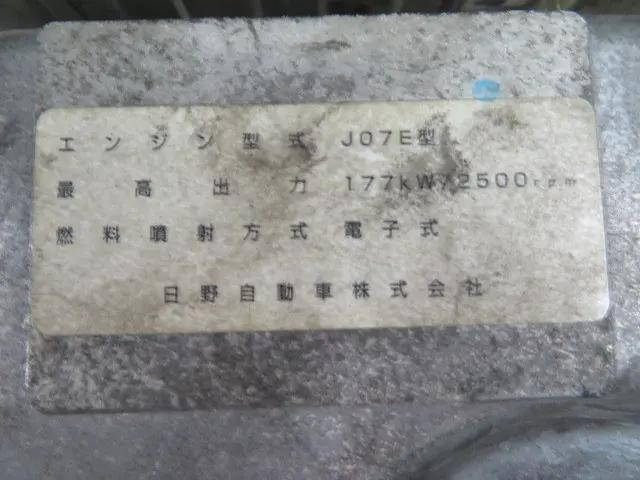 エンジン型式 J07E型
最高出力 177kW/2500rpm
燃料噴射方式 電子式
日野自動車株式会社